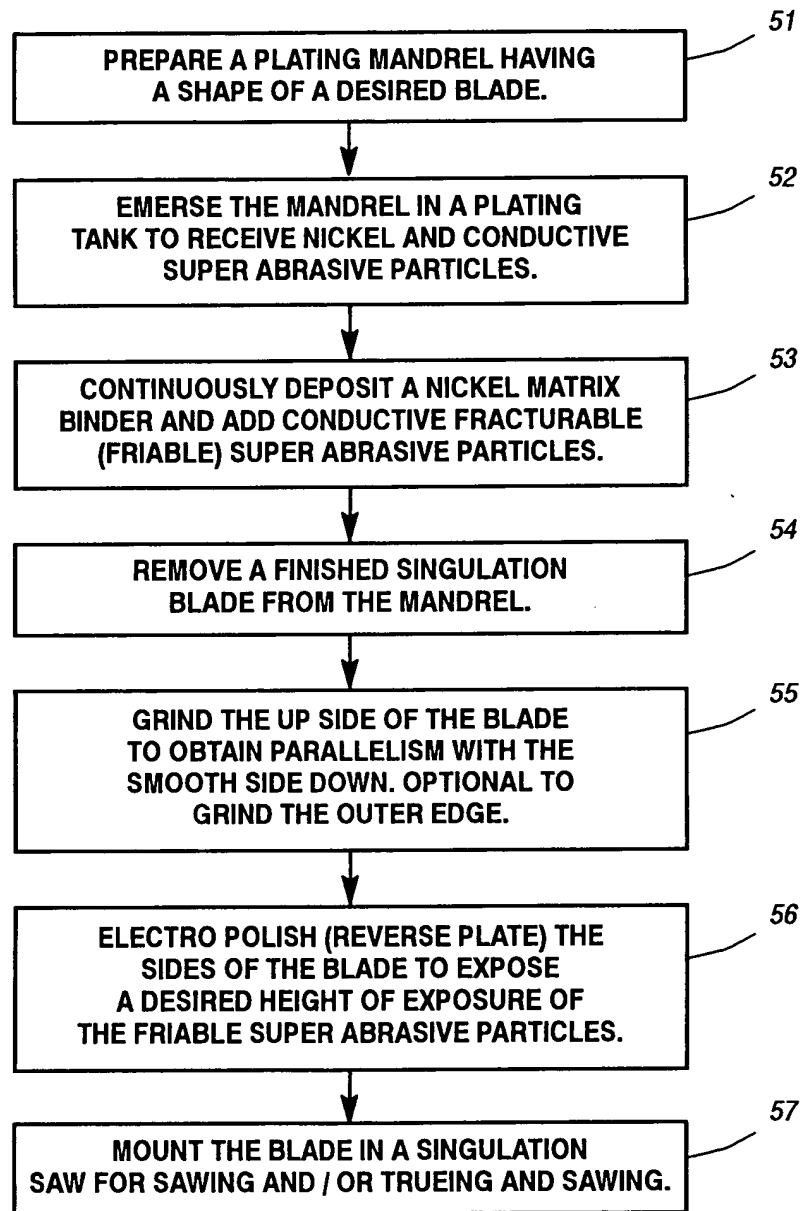 51
PREPARE A PLATING MANDREL HAVING
A SHAPE OF A DESIRED BLADE.
52
EMERSE THE MANDREL IN A PLATING
TANK TO RECEIVE NICKEL AND CONDUCTIVE
SUPER ABRASIVE PARTICLES.
53
CONTINUOUSLY DEPOSIT A NICKEL MATRIX
BINDER AND ADD CONDUCTIVE FRACTURABLE
(FRIABLE) SUPER ABRASIVE PARTICLES.
54
REMOVE A FINISHED SINGULATION
BLADE FROM THE MANDREL.
55
GRIND THE UP SIDE OF THE BLADE
TO OBTAIN PARALLELISM WITH THE
SMOOTH SIDE DOWN. OPTIONAL TO
GRIND THE OUTER EDGE.
56
ELECTRO POLISH (REVERSE PLATE) THE
SIDES OF THE BLADE TO EXPOSE
A DESIRED HEIGHT OF EXPOSURE OF
THE FRIABLE SUPER ABRASIVE PARTICLES.
57
MOUNT THE BLADE IN A SINGULATION
SAW FOR SAWING AND / OR TRUEING AND SAWING.